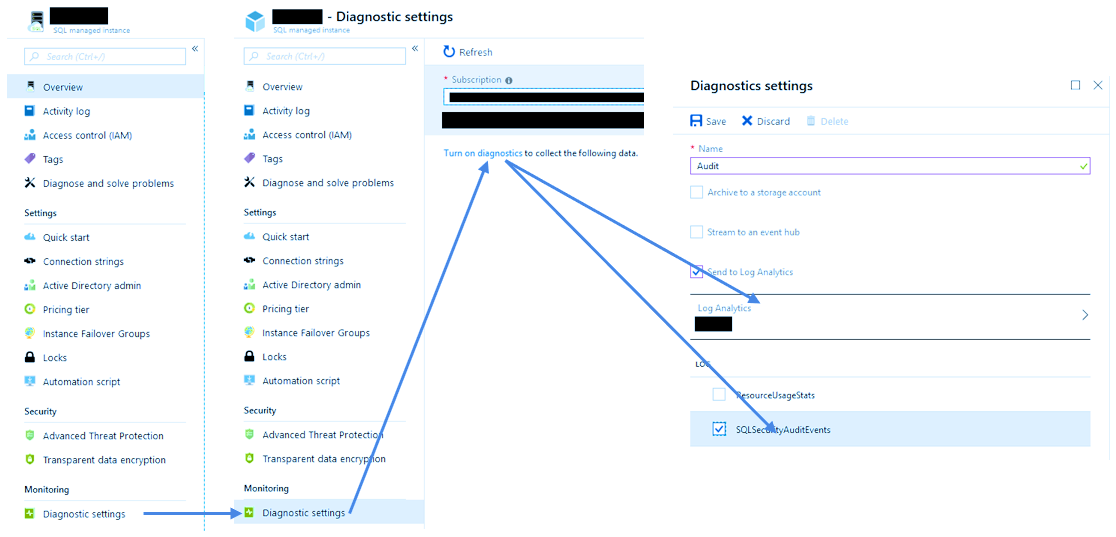 SQL managed instance
«
Search (Ctrl+/)
Overview
Activity log
Access control (IAM)
Tags
Diagnose and solve problems
Settings
Quick start
Connection strings
Active Directory admin
Pricing tier
Instance Failover Groups
Locks
Automation script
Security
Advanced Threat Protection
Transparent data encryption
Monitoring
Diagnostic settings
- Diagnostic settings
SQL managed instance
«
Search (Ctrl+/)
Overview
Activity log
Access control (IAM)
Tags
Diagnose and solve problems
Settings
Quick start
Connection strings
Active Directory admin
Pricing tier
Instance Failover Groups
Locks
Automation script
Security
Advanced Threat Protection
Transparent data encryption
Monitoring
Diagnostic settings
Refresh
* Subscription
Turn on diagnostics to collect the following data.
Diagnostics settings
Save Discard Delete
* Name
Audit
Archive to a storage account
Stream to an event hub
Send to Log Analytics
Log Analytics
LOG
ResourceUsageStats
SQLSecurityAuditEvents